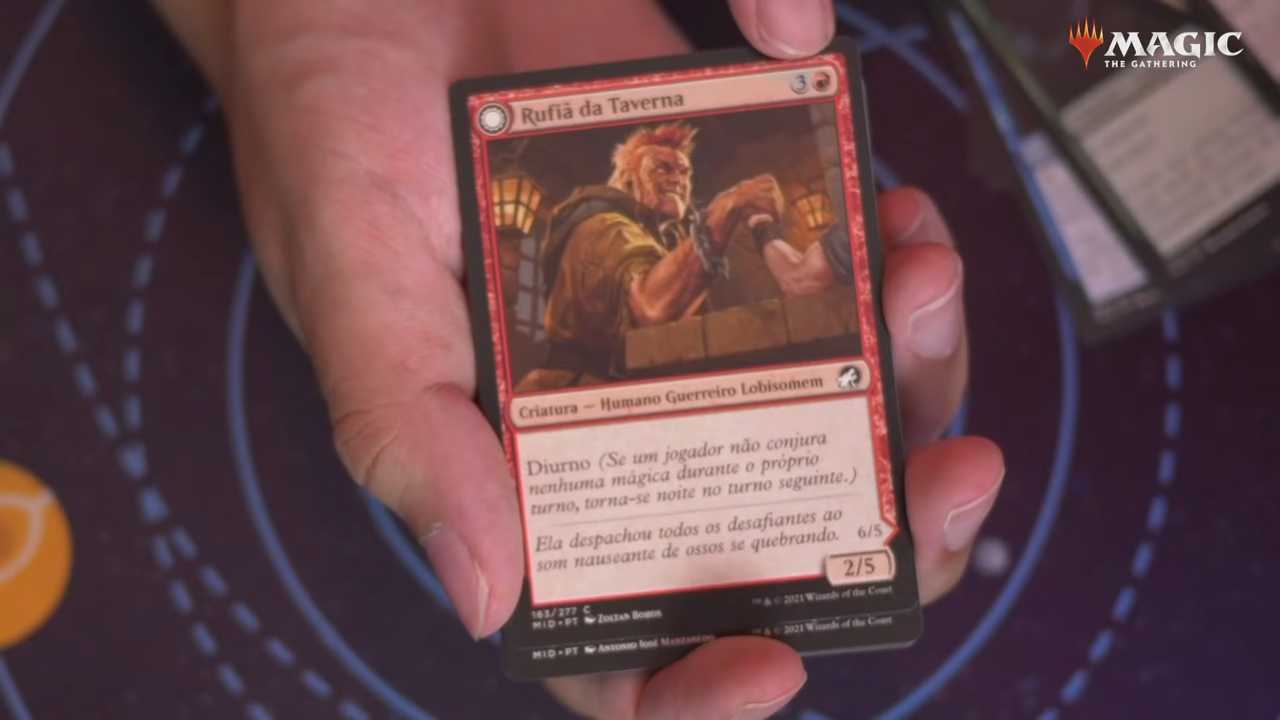 MAGIC
THE GATHERING
Rufiã da Taverna
3
Criatura — Humano Guerreiro Lobisomem
Diurno (Se um jogador não conjura
nenhuma mágica durante o próprio
turno, torna-se noite no turno seguinte.)
Ela despachou todos os desafiantes ao
som nauseante de ossos se quebrando.
6/5
2/5
163/277 C
MID • PT Zoltan Boros
™ & © 2021 Wizards of the Coast
MID • PT Antonio José Manzanedo
™ & © 2021 Wizards of the Coast